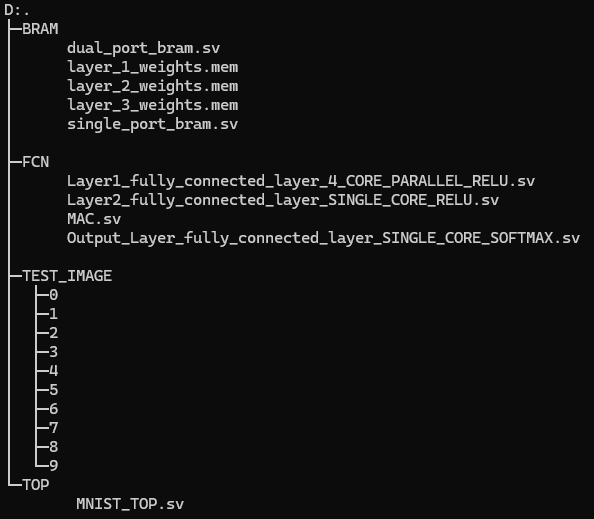 D:.
├─BRAM
│      dual_port_bram.sv
│      layer_1_weights.mem
│      layer_2_weights.mem
│      layer_3_weights.mem
│      single_port_bram.sv
│
├─FCN
│      Layer1_fully_connected_layer_4_CORE_PARALLEL_RELU.sv
│      Layer2_fully_connected_layer_SINGLE_CORE_RELU.sv
│      MAC.sv
│      Output_Layer_fully_connected_layer_SINGLE_CORE_SOFTMAX.sv
│
├─TEST_IMAGE
│  ├─0
│  ├─1
│  ├─2
│  ├─3
│  ├─4
│  ├─5
│  ├─6
│  ├─7
│  ├─8
│  └─9
└─TOP
        MNIST_TOP.sv